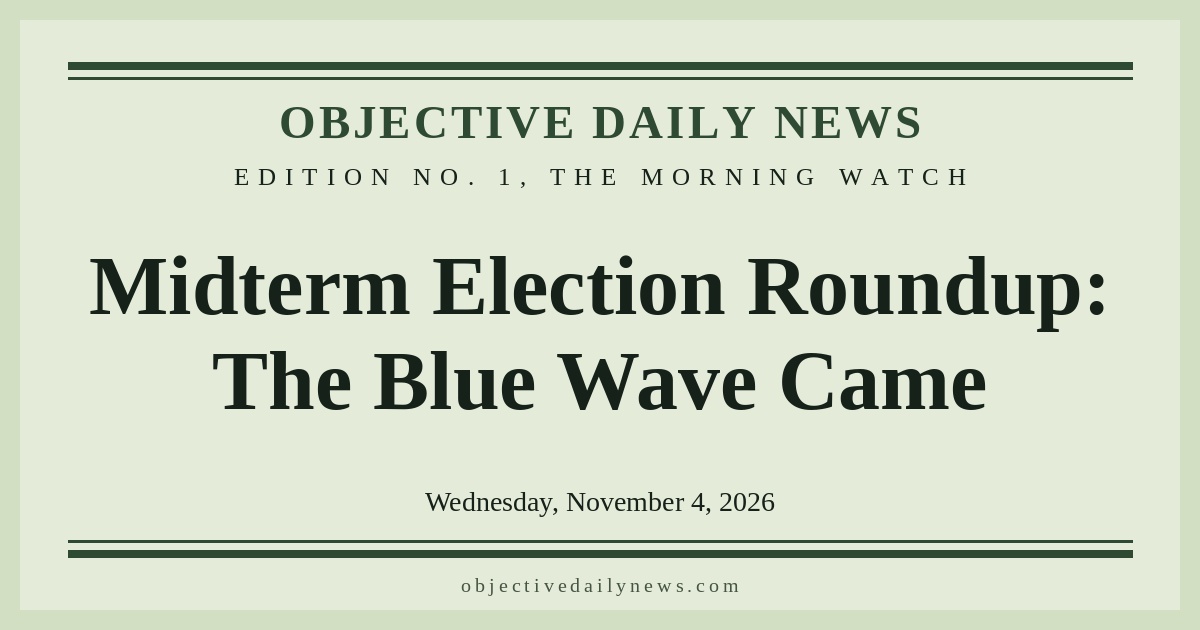 OBJECTIVE DAILY NEWS
EDITION NO. 1, THE MORNING WATCH
Midterm Election Roundup:
The Blue Wave Came
Wednesday, November 4, 2026
objectivedailynews.com